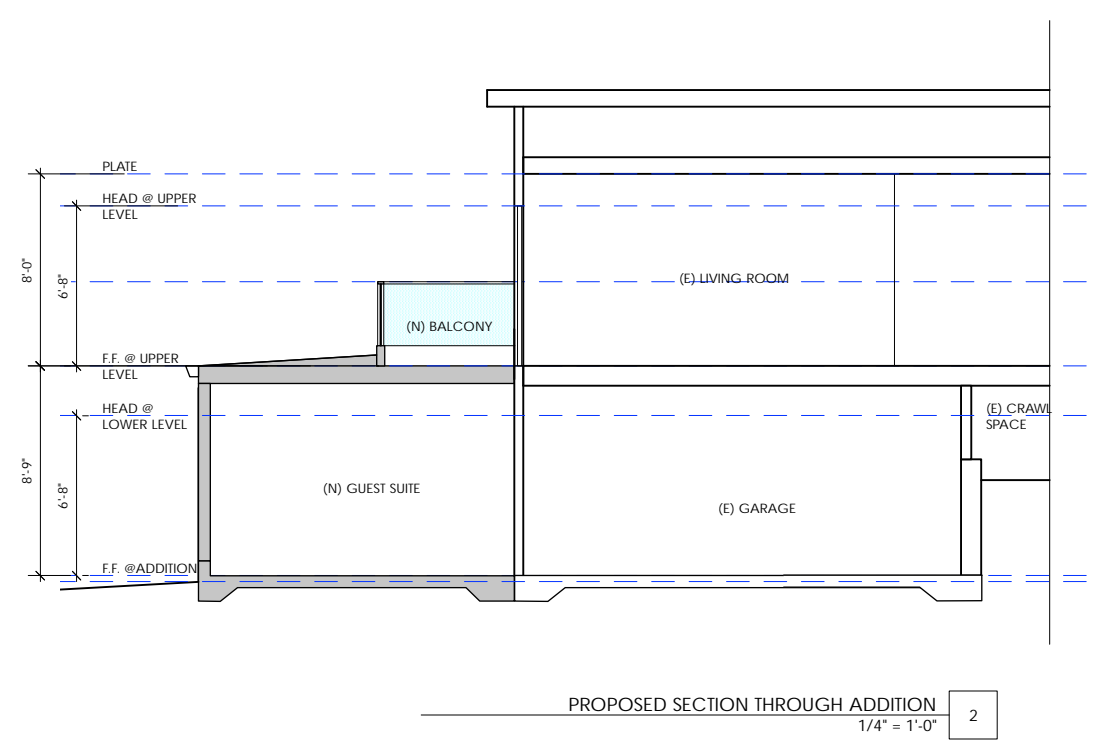 PLATE
HEAD @ UPPER
LEVEL
8'-0"
6'-8"
(E) LIVING ROOM
(N) BALCONY
F.F. @ UPPER
LEVEL
HEAD @
LOWER LEVEL
(E) CRAWL
SPACE
8'-9"
6'-8"
(N) GUEST SUITE
(E) GARAGE
F.F. @ADDITION
PROPOSED SECTION THROUGH ADDITION
1/4" = 1'-0"
2